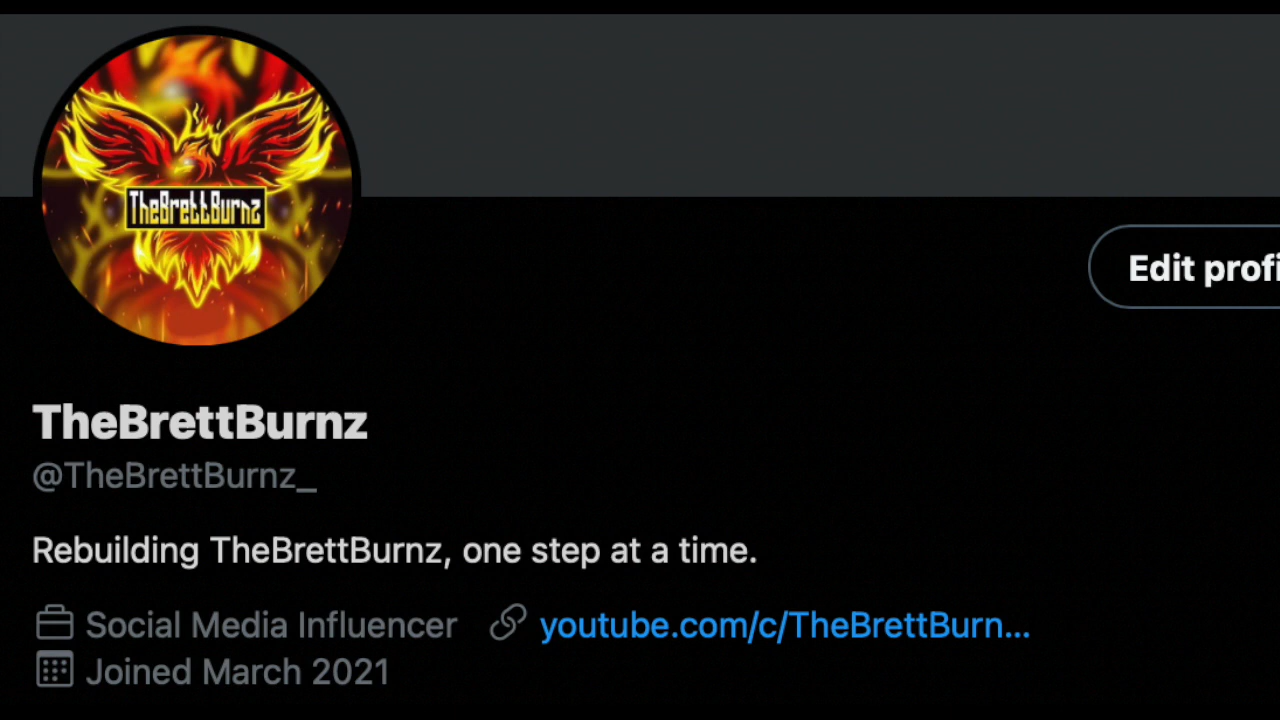 TheBrettBurnz
Edit profi
TheBrettBurnz
@TheBrettBurnz_
Rebuilding TheBrettBurnz, one step at a time.
Social Media Influencer youtube.com/c/TheBrettBurn...
Joined March 2021